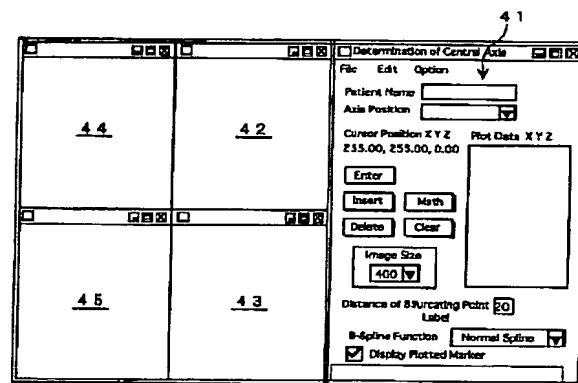 41
Determination of Central Axis
File Edit Option
Patient Name
Axis Position
Cursor Position X Y Z
255.00, 255.00, 0.00
Plot Data X Y Z
Enter
Insert Math
Delete Clear
Image Size
400
Distance of Bifurcating Point 20
Label
B-Spline Function Normal Spline
Display Plotted Marker
44
42
45
43